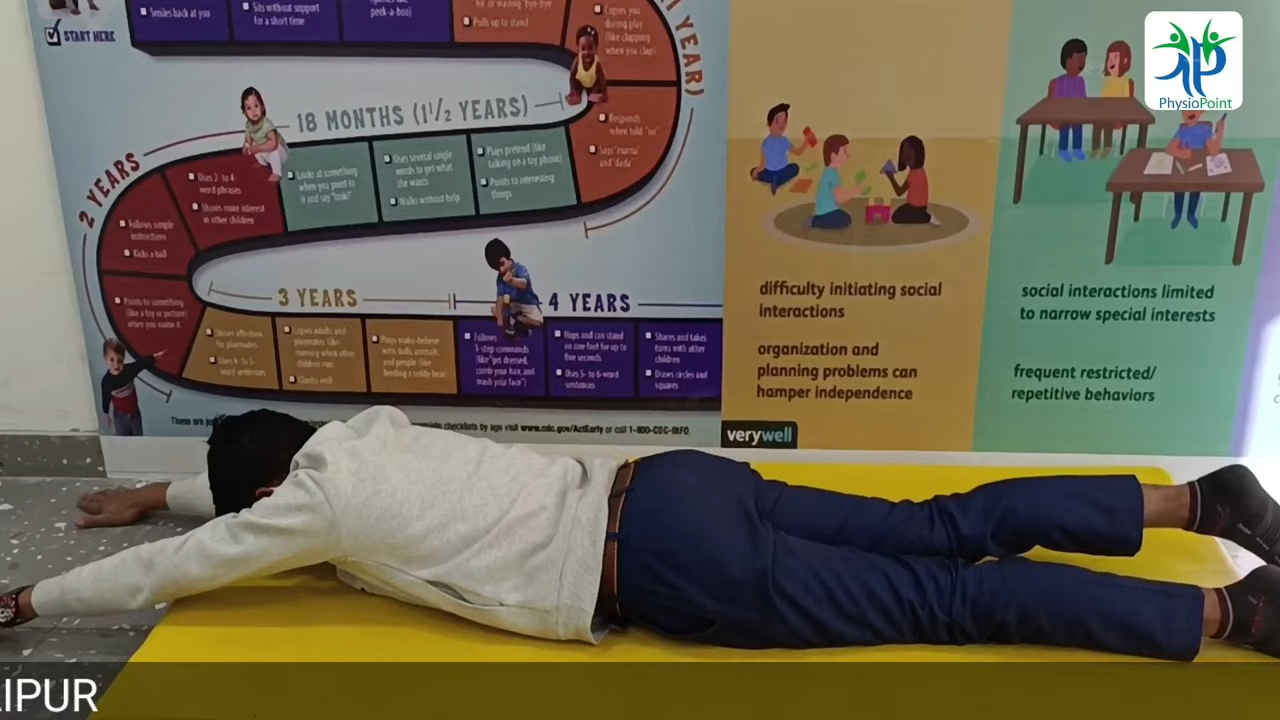 START HERE
Smiles back at you
Sits without support
for a short time
peek-a-boo)
Pulls up to stand
Copies you
during play
(like clapping
when you clap)
1 YEAR)
Responds
when told "no"
Says "mama"
and "dada"
18 MONTHS (1 1/2 YEARS)
Looks at something
when you point to
it and say "look!"
Uses several single
words to get what
she wants
Walks without help
Plays pretend (like
talking on a toy phone)
Points to interesting
things
2 YEARS
Uses 2- to 4-
word phrases
Shows more interest
in other children
Follows simple
instructions
Kicks a ball
Points to something
(like a toy or picture)
when you name it
3 YEARS
Shows affection
for playmates
Uses 4- to 5-
word sentences
Copies adults and
playmates (like
running when other
children run)
Climbs well
Plays make-believe
with dolls, animals,
and people (like
feeding a teddy bear)
4 YEARS
Follows
3-step commands
(like "get dressed,
comb your hair, and
wash your face")
Hops and can stand
on one foot for up to
five seconds
Uses 5- to 6-word
sentences
Shares and takes
turns with other
children
Draws circles and
squares
These are just
checklists by age visit www.cdc.gov/ActEarly or call 1-800-CDC-INFO.
difficulty initiating social
interactions
organization and
planning problems can
hamper independence
verywell
social interactions limited
to narrow special interests
frequent restricted/
repetitive behaviors
PhysioPoint
AIPUR